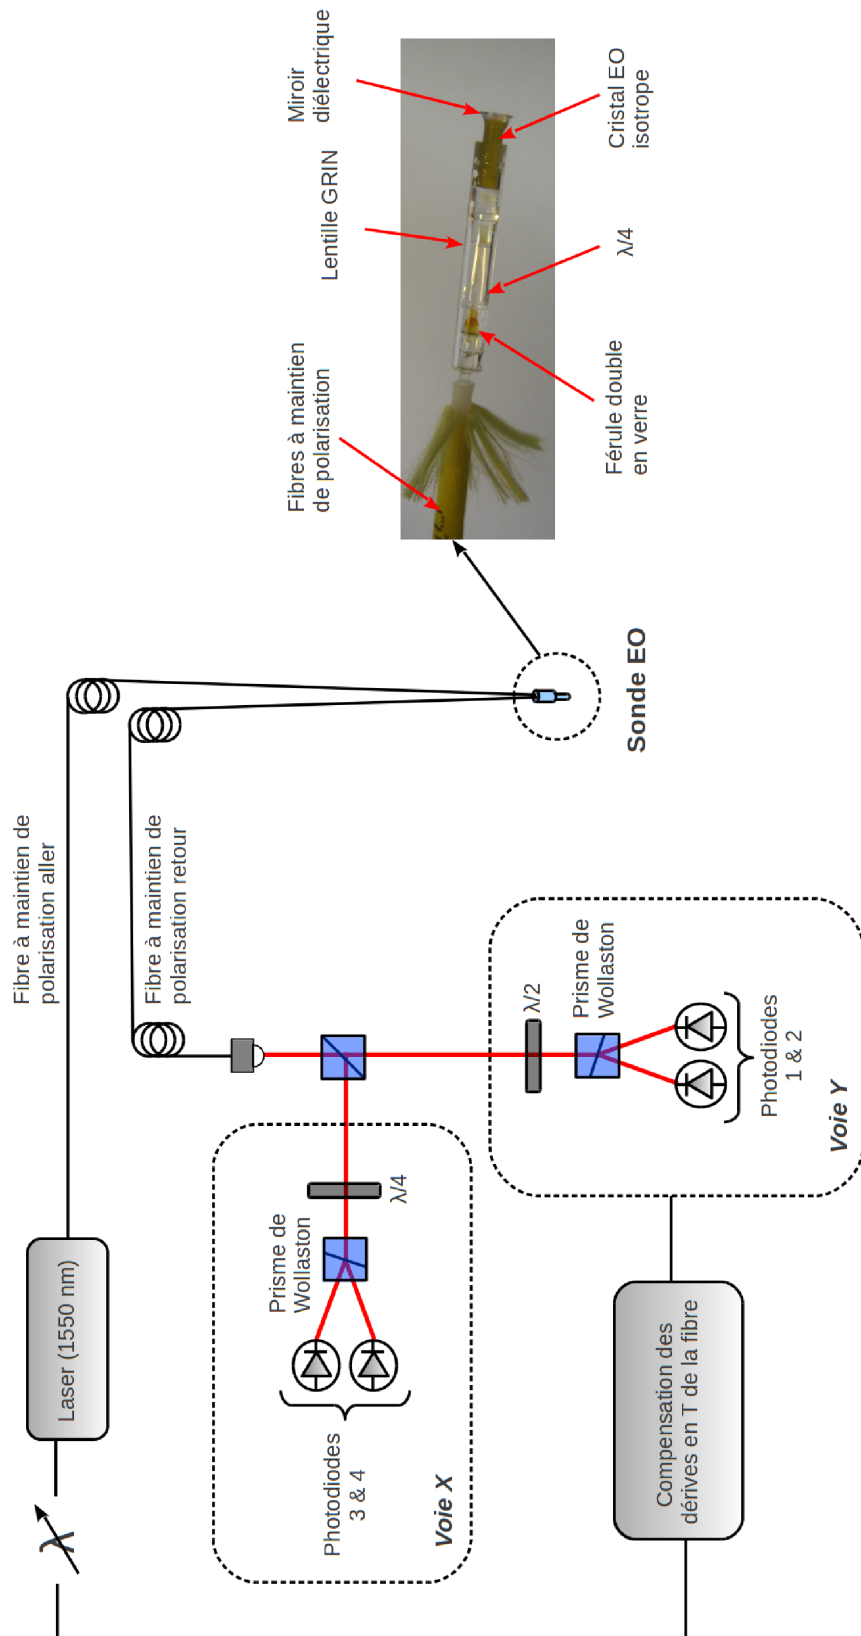 Laser (1550 nm)
λ
Fibre à maintien de
polarisation aller
Fibre à maintien de
polarisation retour
Fibres à maintien
de polarisation
Lentille GRIN
Miroir
diélectrique
Férule double
en verre
λ/4
Cristal EO
isotrope
Sonde EO
Prisme de
Wollaston
λ/4
Photodiodes
3 & 4
Voie X
λ/2
Prisme de
Wollaston
Photodiodes
1 & 2
Voie Y
Compensation des
dérives en T de la fibre